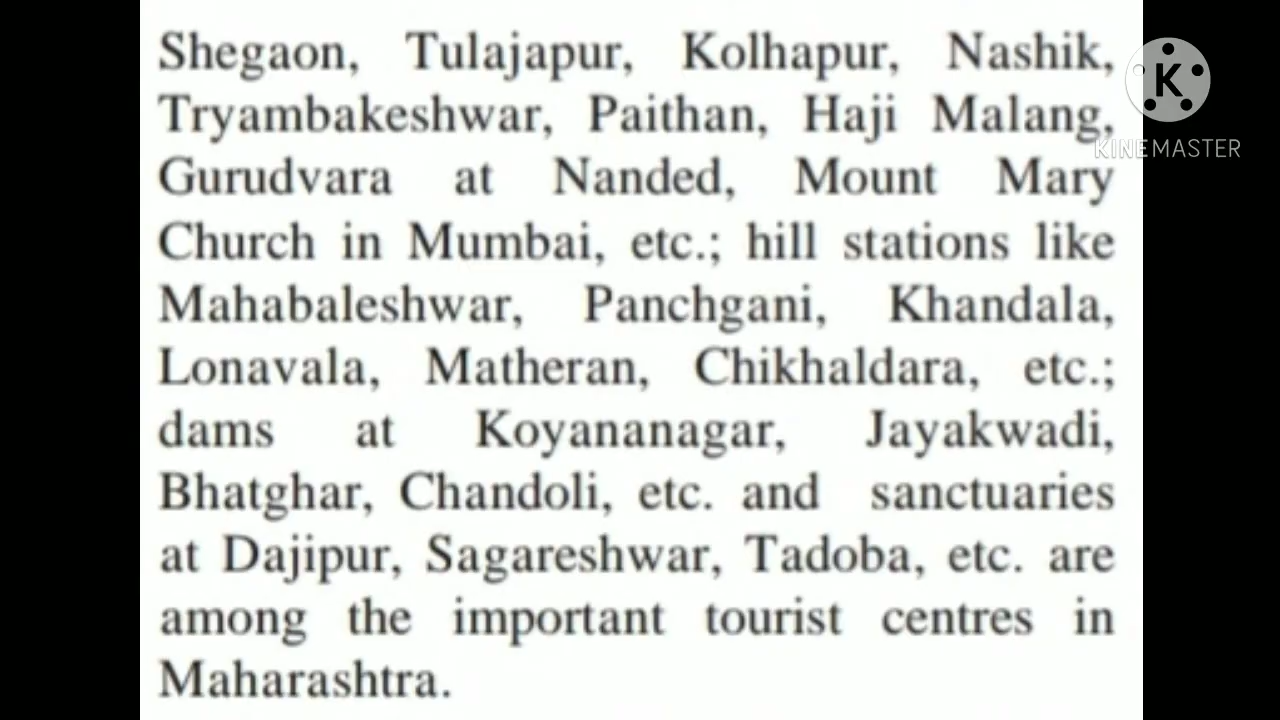 Shegaon, Tulajapur, Kolhapur, Nashik,
Tryambakeshwar, Paithan, Haji Malang,
Gurudvara at Nanded, Mount Mary
Church in Mumbai, etc.; hill stations like
Mahabaleshwar, Panchgani, Khandala,
Lonavala, Matheran, Chikhaldara, etc.;
dams at Koyananagar, Jayakwadi,
Bhatghar, Chandoli, etc. and sanctuaries
at Dajipur, Sagareshwar, Tadoba, etc. are
among the important tourist centres in
Maharashtra.
K
KINEMASTER